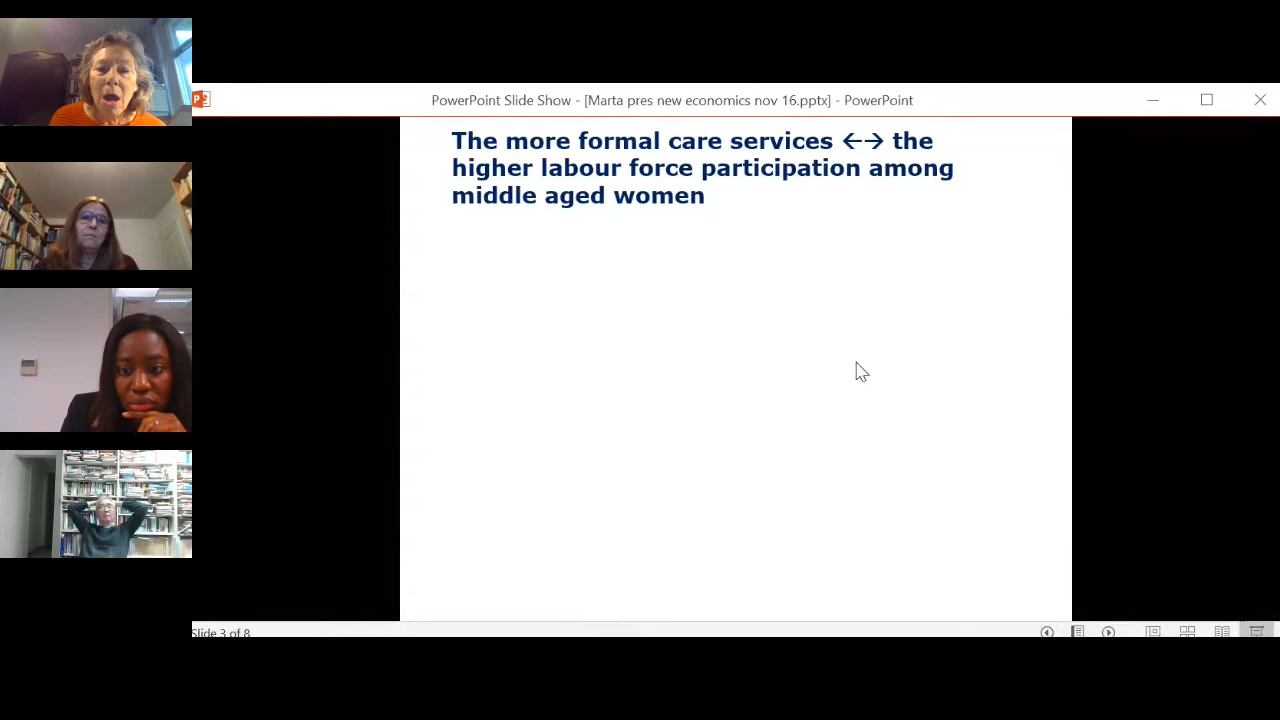 PowerPoint Slide Show - [Marta pres new economics nov 16.pptx] - PowerPoint
The more formal care services ←→ the
higher labour force participation among
middle aged women
Slide 3 of 8